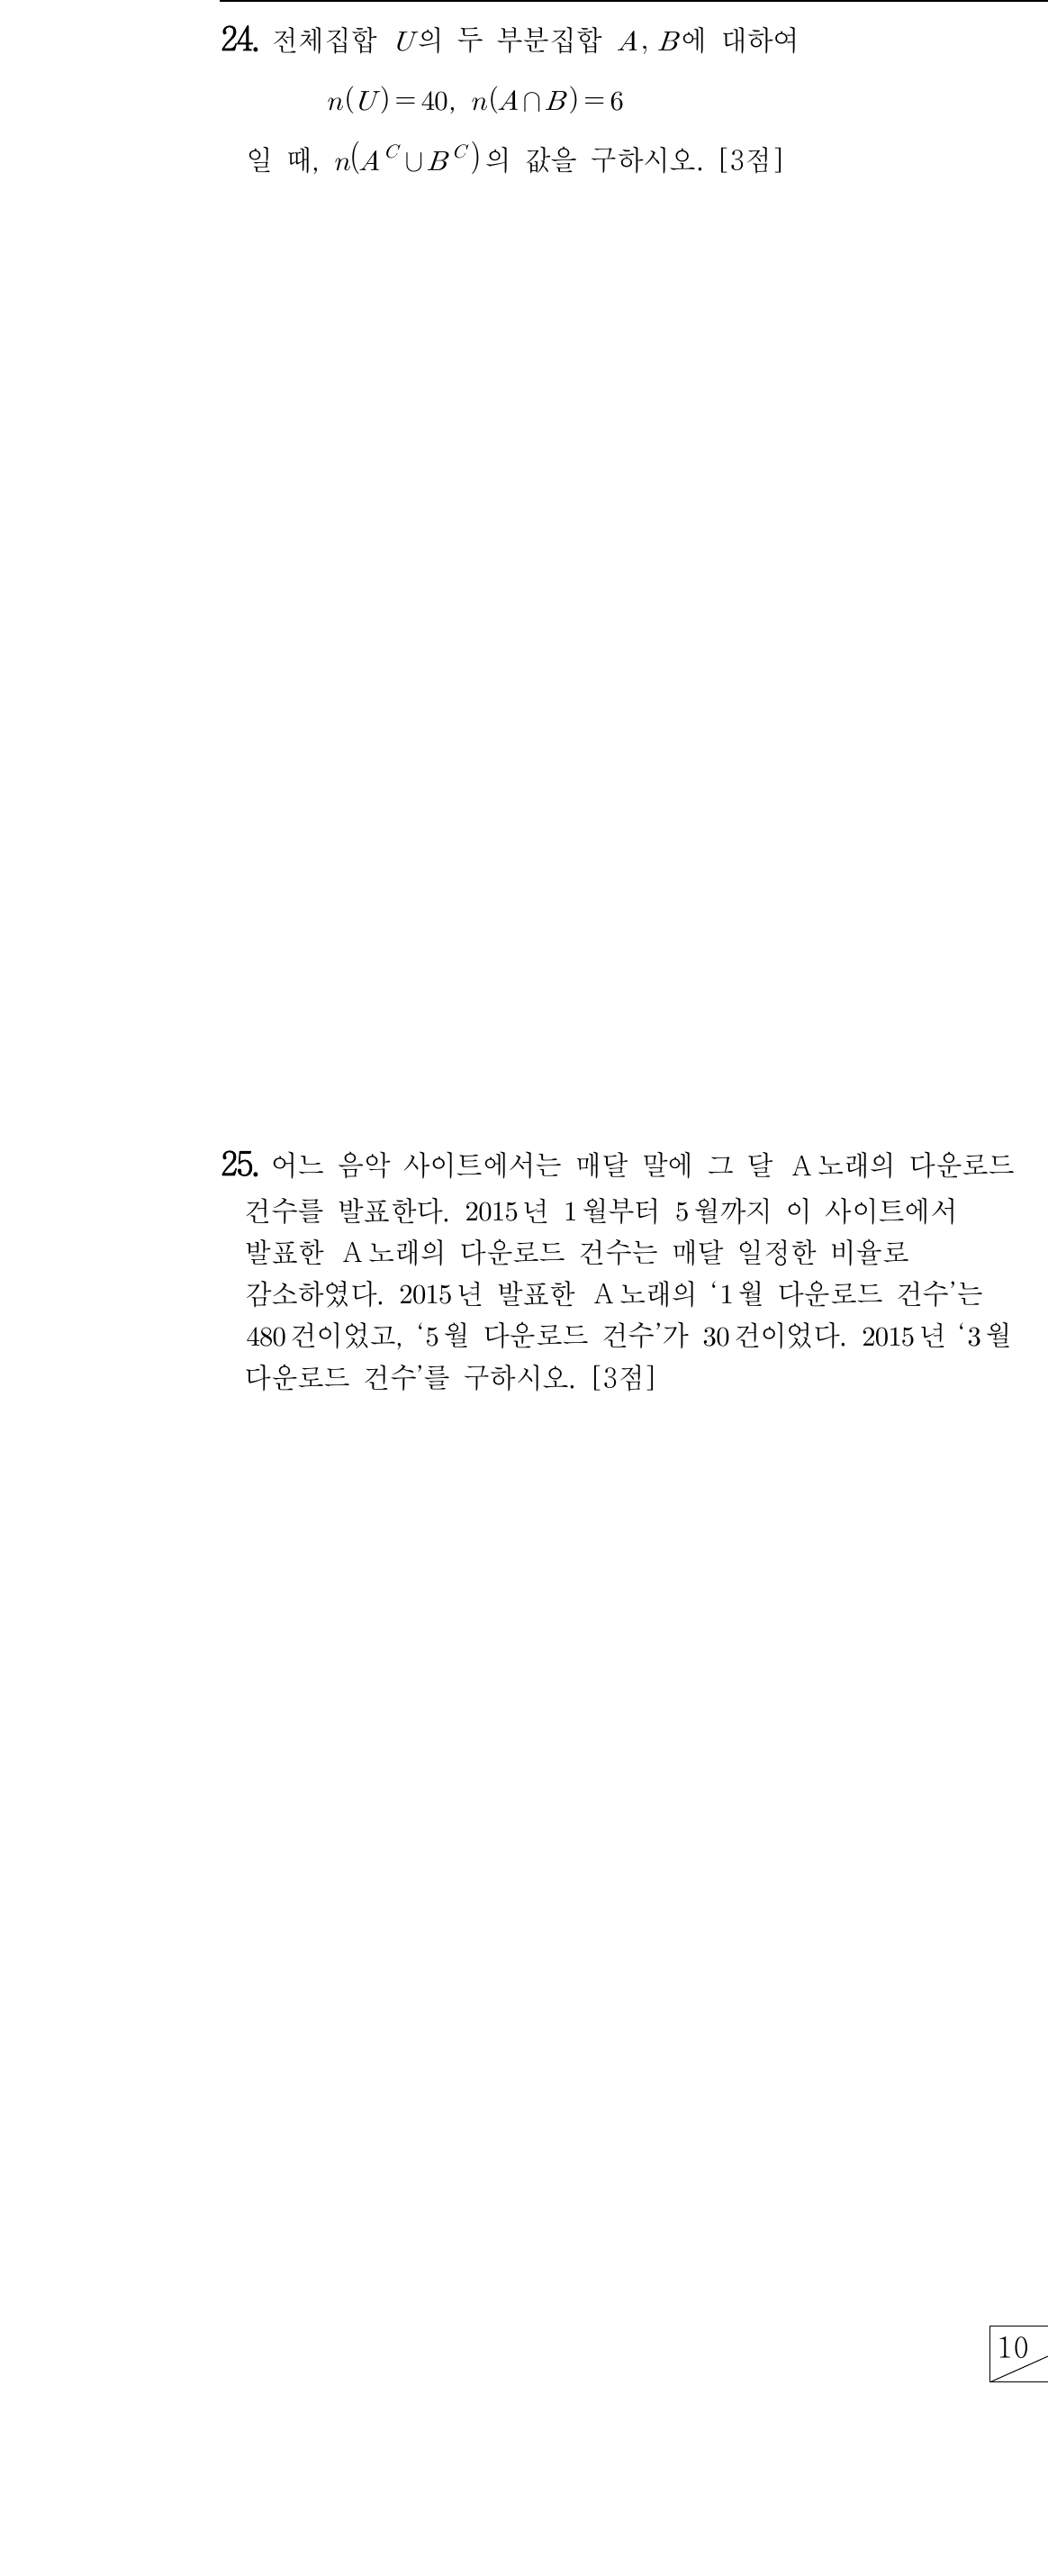 24. 전체집합 U의 두 부분집합 A, B에 대하여
n(U)=40, n(A∩B)=6
일 때, n(A^C∪B^C)의 값을 구하시오. [3점]
25. 어느 음악 사이트에서는 매달 말에 그 달 A노래의 다운로드
건수를 발표한다. 2015년 1월부터 5월까지 이 사이트에서
발표한 A노래의 다운로드 건수는 매달 일정한 비율로
감소하였다. 2015년 발표한 A노래의 ‘1월 다운로드 건수’는
480건이었고, ‘5월 다운로드 건수’가 30건이었다. 2015년 ‘3월
다운로드 건수’를 구하시오. [3점]
10